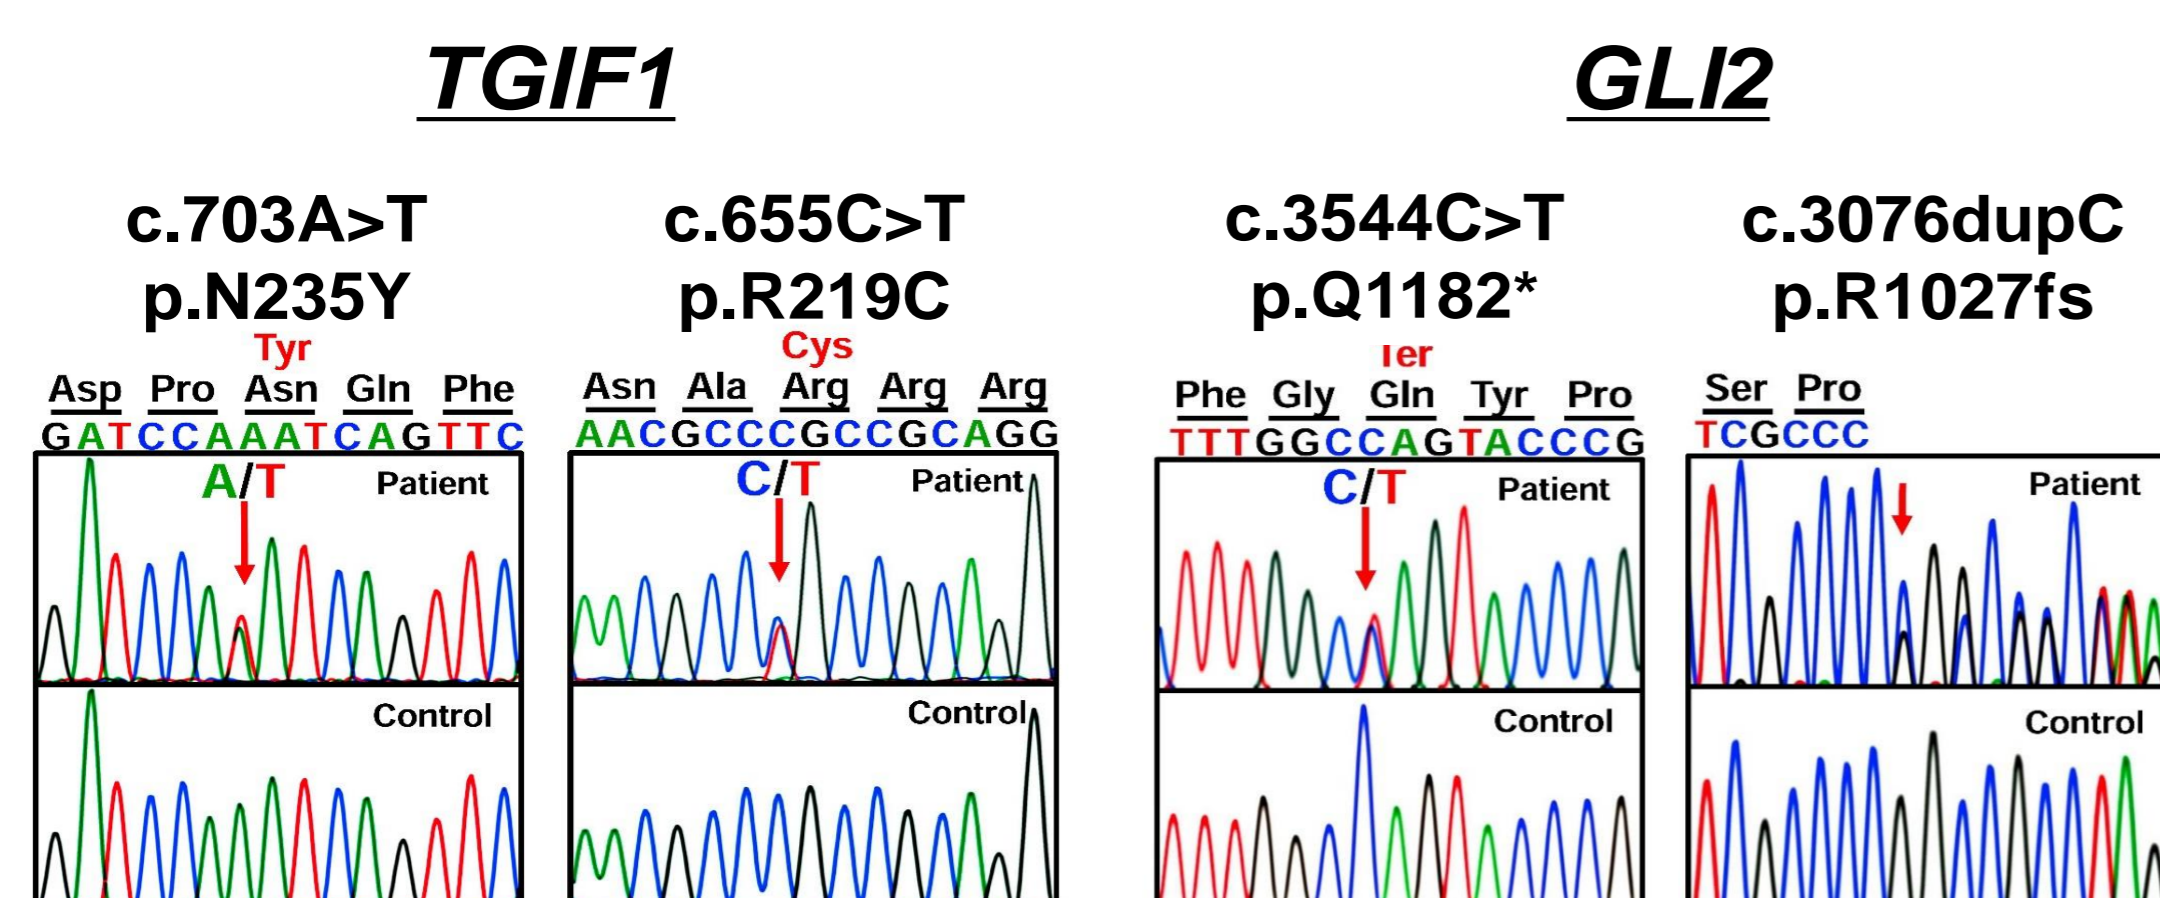 TGIF1
GLI2
c.703A>T
p.N235Y
Tyr
Asp Pro Asn Gln Phe
GATCCAAATCAGTTC
A/T
Patient
Control
c.655C>T
p.R219C
Cys
Asn Ala Arg Arg Arg
AACGCCCGCCGCAGG
C/T
Patient
Control
c.3544C>T
p.Q1182*
Ter
Phe Gly Gln Tyr Pro
TTTGGCCAGTACCCG
C/T
Patient
Control
c.3076dupC
p.R1027fs
Ser Pro
TCGCCC
Patient
Control